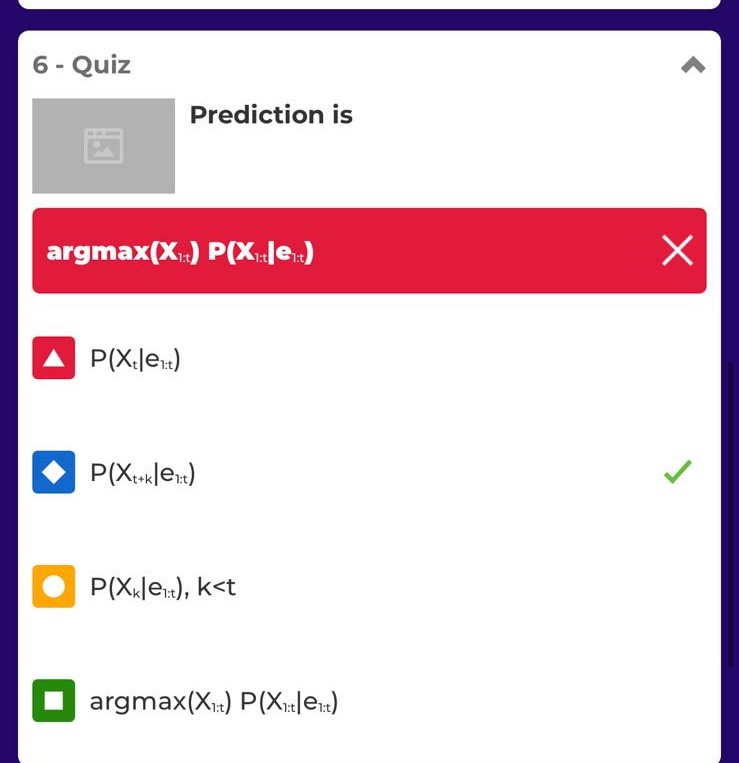 6 - Quiz
Prediction is
argmax(X₁:t) P(X₁:t|e₁:t)
P(Xt|e₁:t)
P(Xt+k|e₁:t)
P(Xk|e₁:t), k<t
argmax(X₁:t) P(X₁:t|e₁:t)